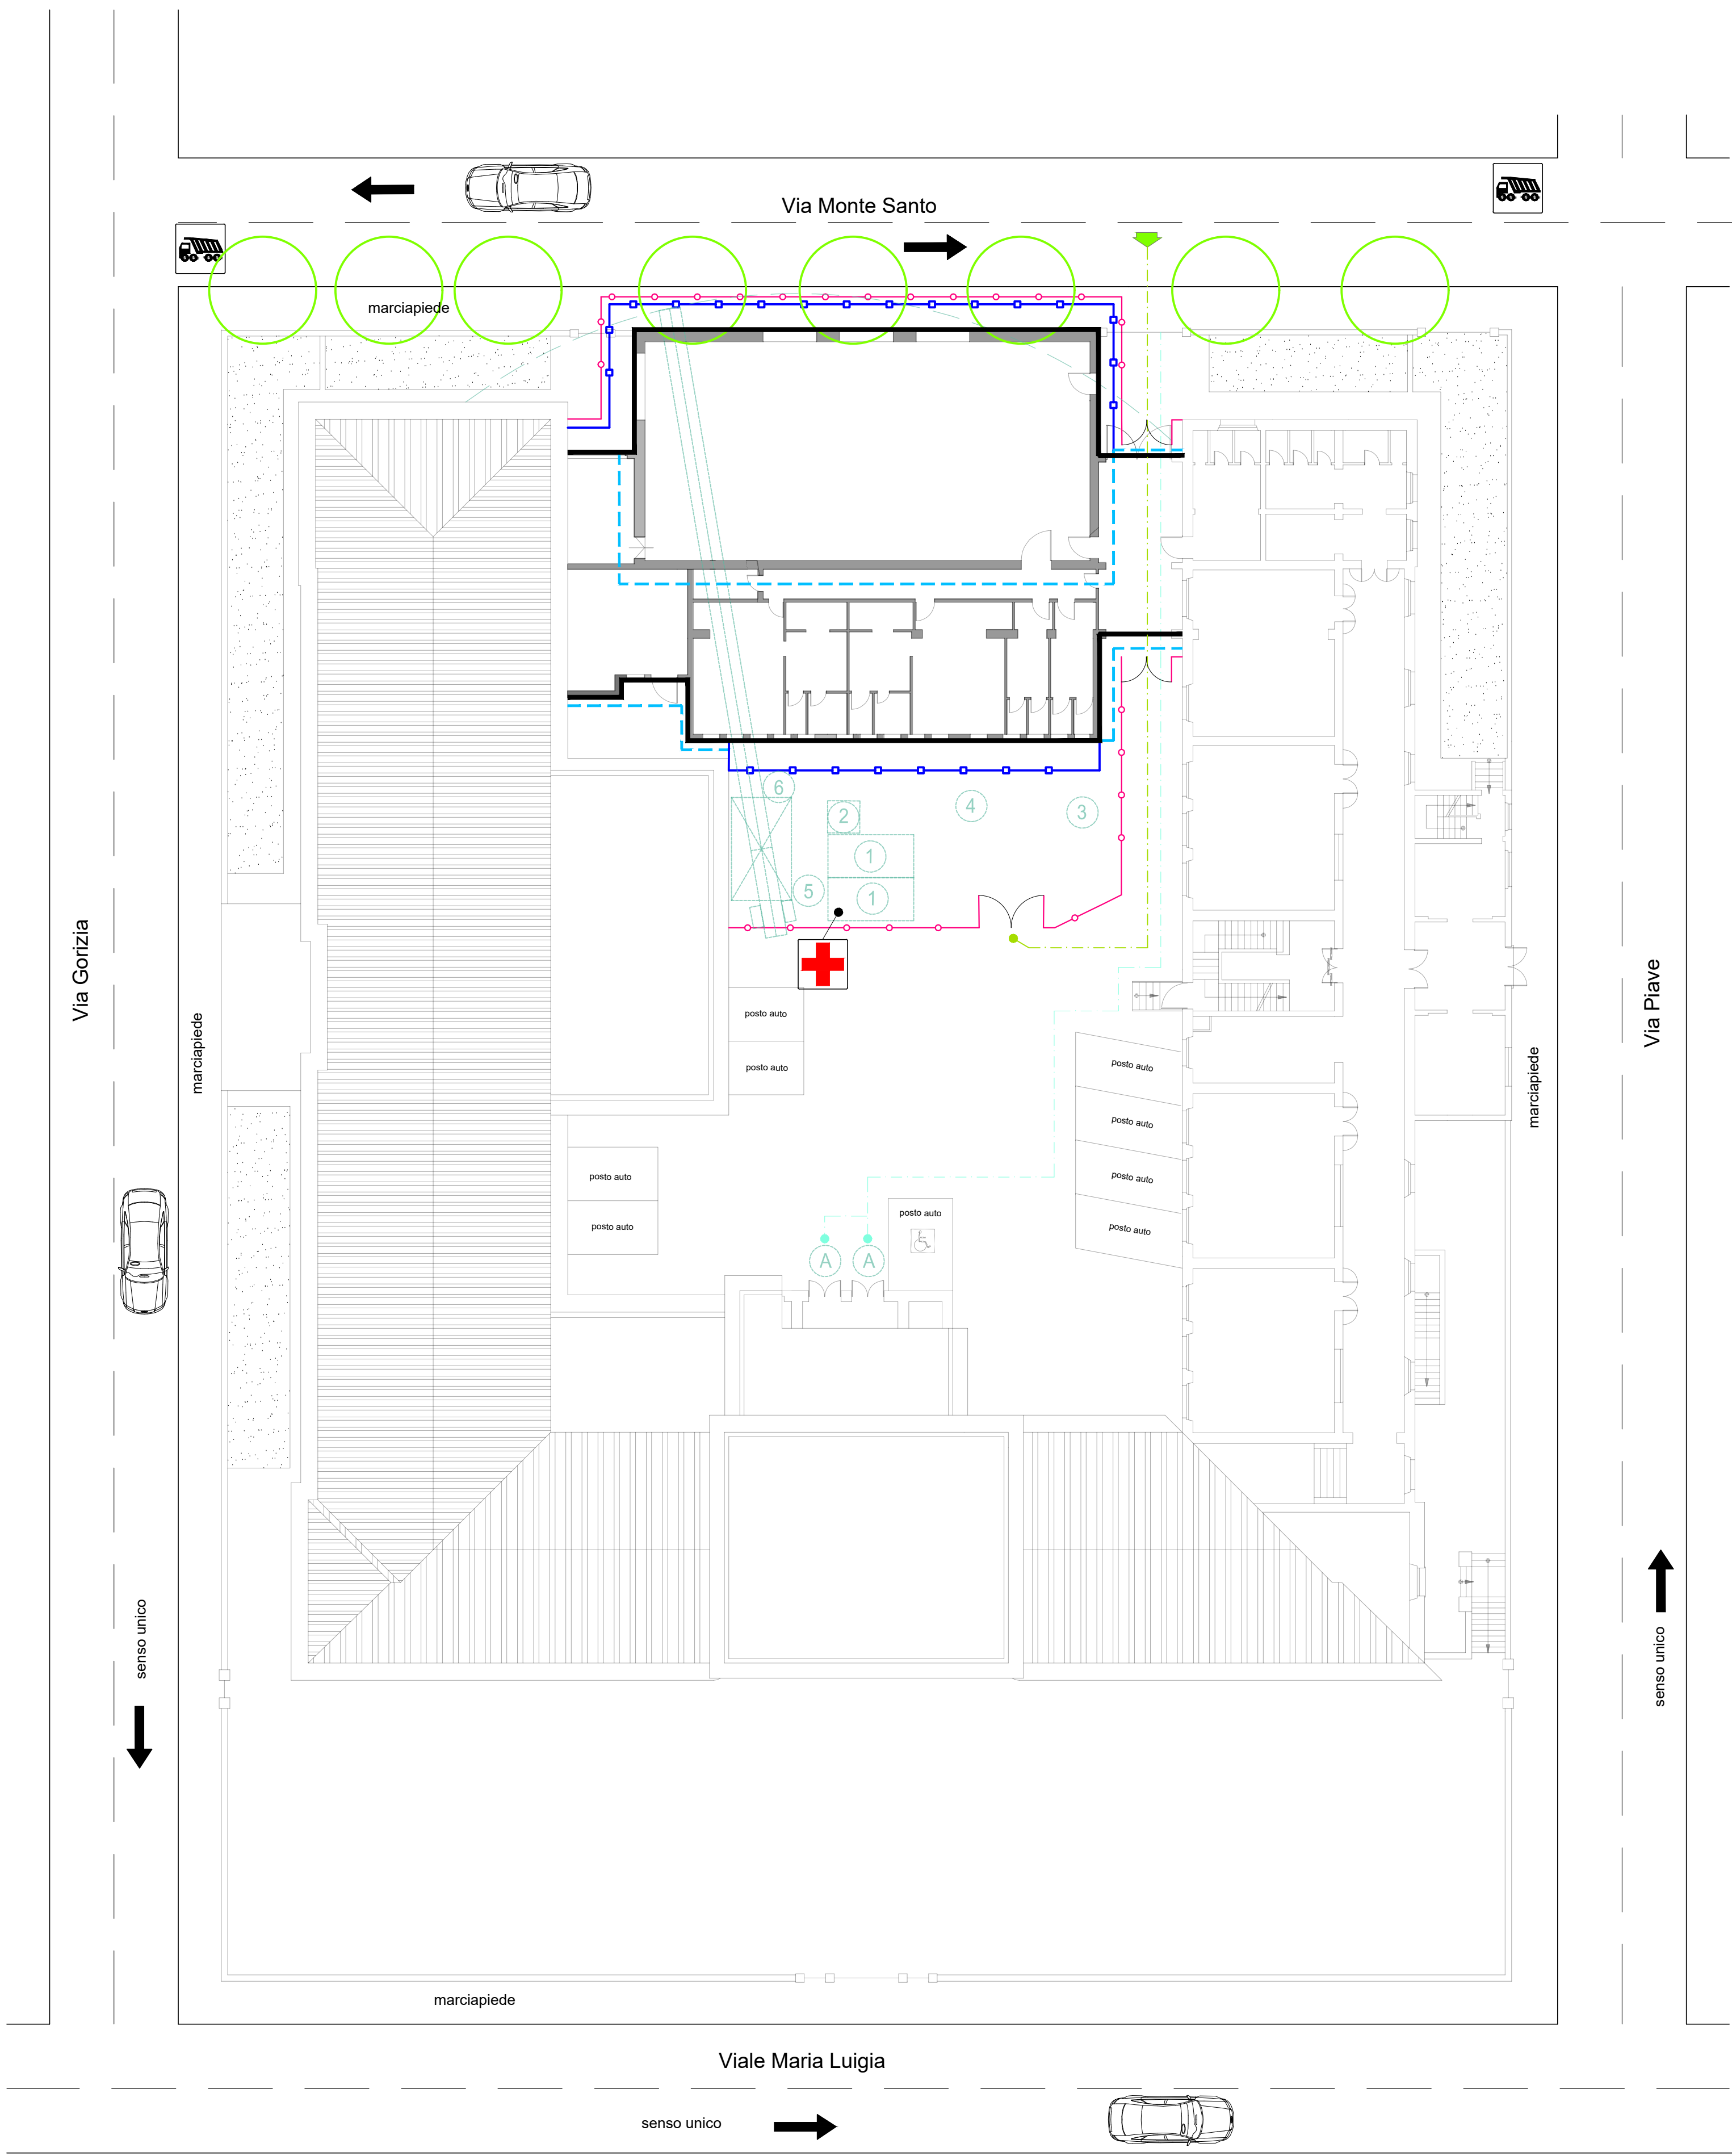 Via Monte Santo
marciapiede
6
2
4
3
1
5
1
Via Gorizia
marciapiede
posto auto
posto auto
posto auto
posto auto
posto auto
posto auto
posto auto
posto auto
posto auto
A
A
Via Piave
marciapiede
senso unico
senso unico
marciapiede
Viale Maria Luigia
senso unico